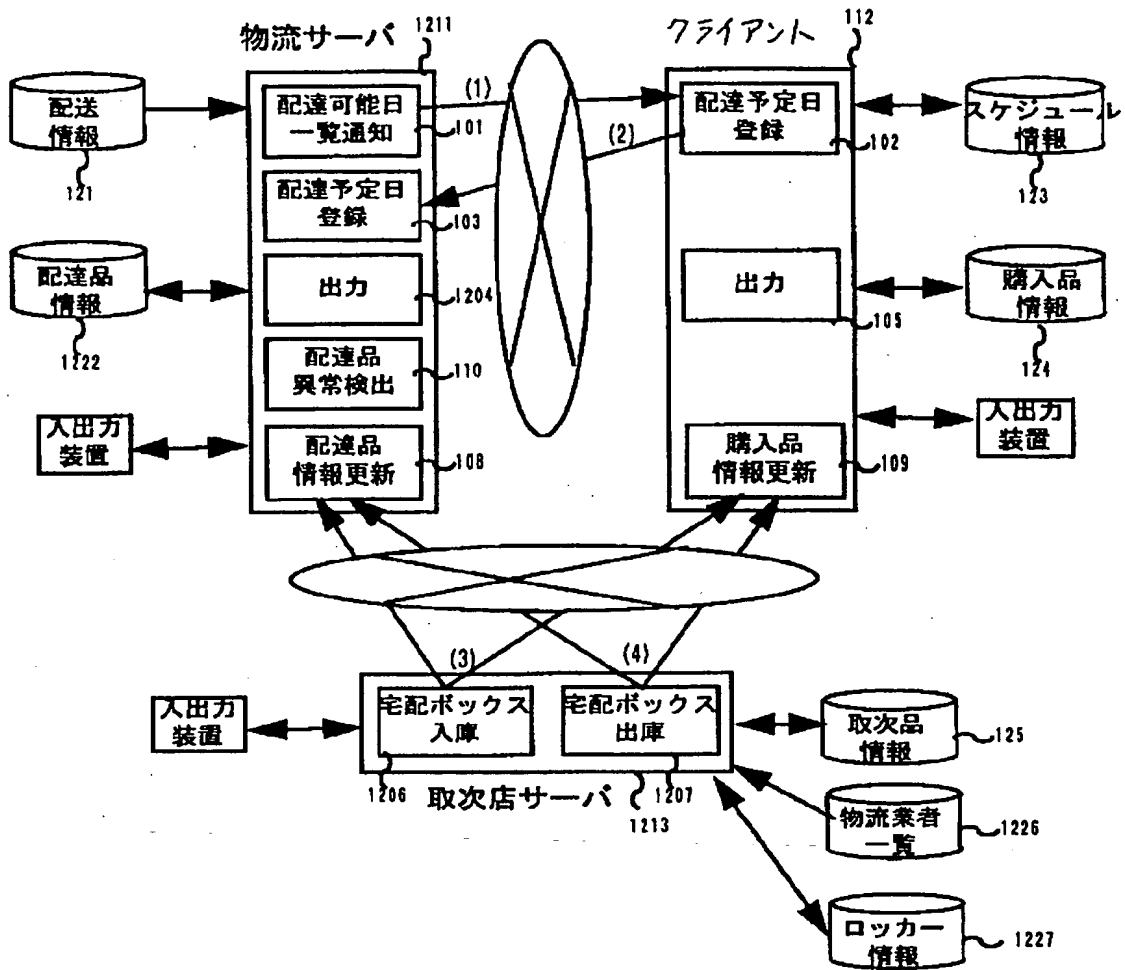 物流サーバ
1211
クライアント
112
配送
情報
121
配達可能日
一覧通知
101
(1)
(2)
配達予定日
登録
102
スケジュール
情報
123
配達予定日
登録
103
配達品
情報
1222
出力
1204
出力
105
購入品
情報
124
配達品
異常検出
110
入出力
装置
配達品
情報更新
108
購入品
情報更新
109
入出力
装置
(3)
(4)
入出力
装置
宅配ボックス
入庫
1206
宅配ボックス
出庫
1207
取次店サーバ
1213
取次品
情報
125
物流業者
一覧
1226
ロッカー
情報
1227